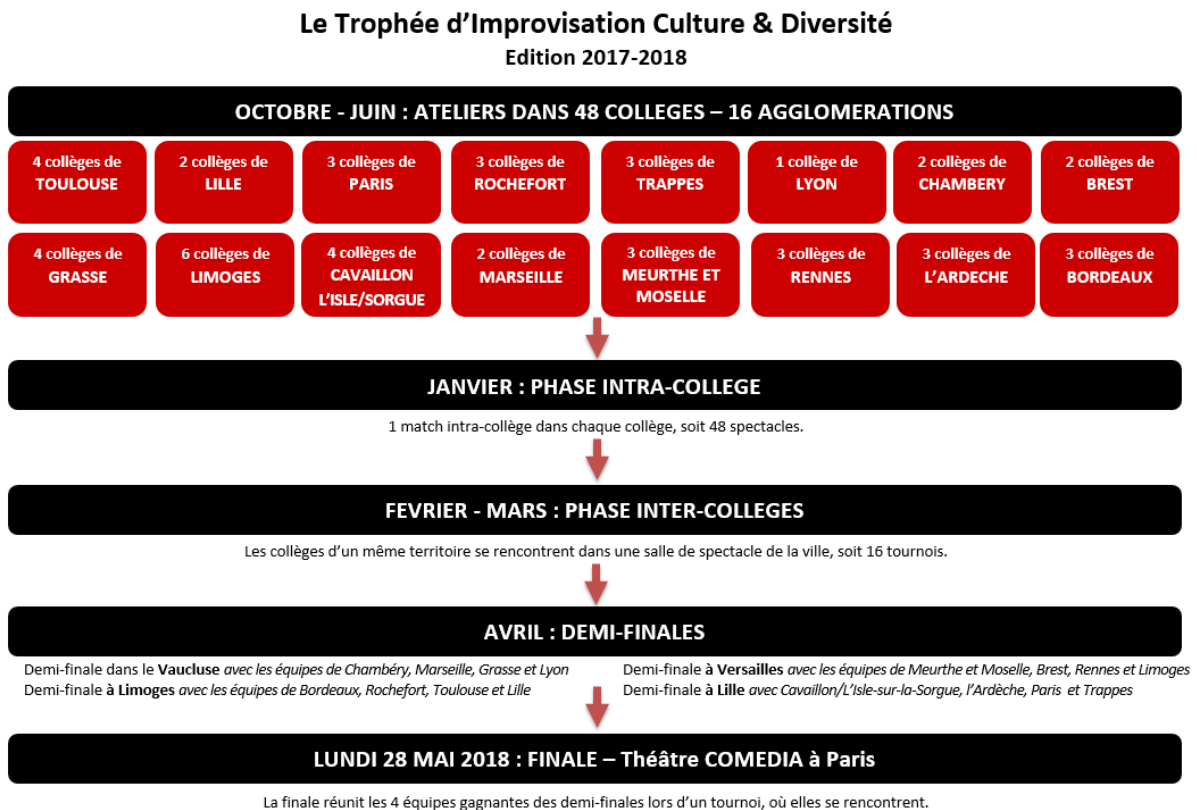 Le Trophée d’Improvisation Culture & Diversité
Edition 2017-2018
OCTOBRE - JUIN : ATELIERS DANS 48 COLLEGES – 16 AGGLOMERATIONS
4 collèges de
TOULOUSE
2 collèges de
LILLE
3 collèges de
PARIS
3 collèges de
ROCHEFORT
3 collèges de
TRAPPES
1 collège de
LYON
2 collèges de
CHAMBERY
2 collèges de
BREST
4 collèges de
GRASSE
6 collèges de
LIMOGES
4 collèges de
CAVAILLON
L’ISLE/SORGUE
2 collèges de
MARSEILLE
3 collèges de
MEURTHE ET
MOSELLE
3 collèges de
RENNES
3 collèges de
L’ARDECHE
3 collèges de
BORDEAUX
JANVIER : PHASE INTRA-COLLEGE
1 match intra-collège dans chaque collège, soit 48 spectacles.
FEVRIER - MARS : PHASE INTER-COLLEGES
Les collèges d’un même territoire se rencontrent dans une salle de spectacle de la ville, soit 16 tournois.
AVRIL : DEMI-FINALES
Demi-finale dans le Vaucluse avec les équipes de Chambéry, Marseille, Grasse et Lyon
Demi-finale à Limoges avec les équipes de Bordeaux, Rochefort, Toulouse et Lille
Demi-finale à Versailles avec les équipes de Meurthe et Moselle, Brest, Rennes et Limoges
Demi-finale à Lille avec Cavaillon/L’Isle-sur-la-Sorgue, l’Ardèche, Paris et Trappes
LUNDI 28 MAI 2018 : FINALE – Théâtre COMEDIA à Paris
La finale réunit les 4 équipes gagnantes des demi-finales lors d’un tournoi, où elles se rencontrent.